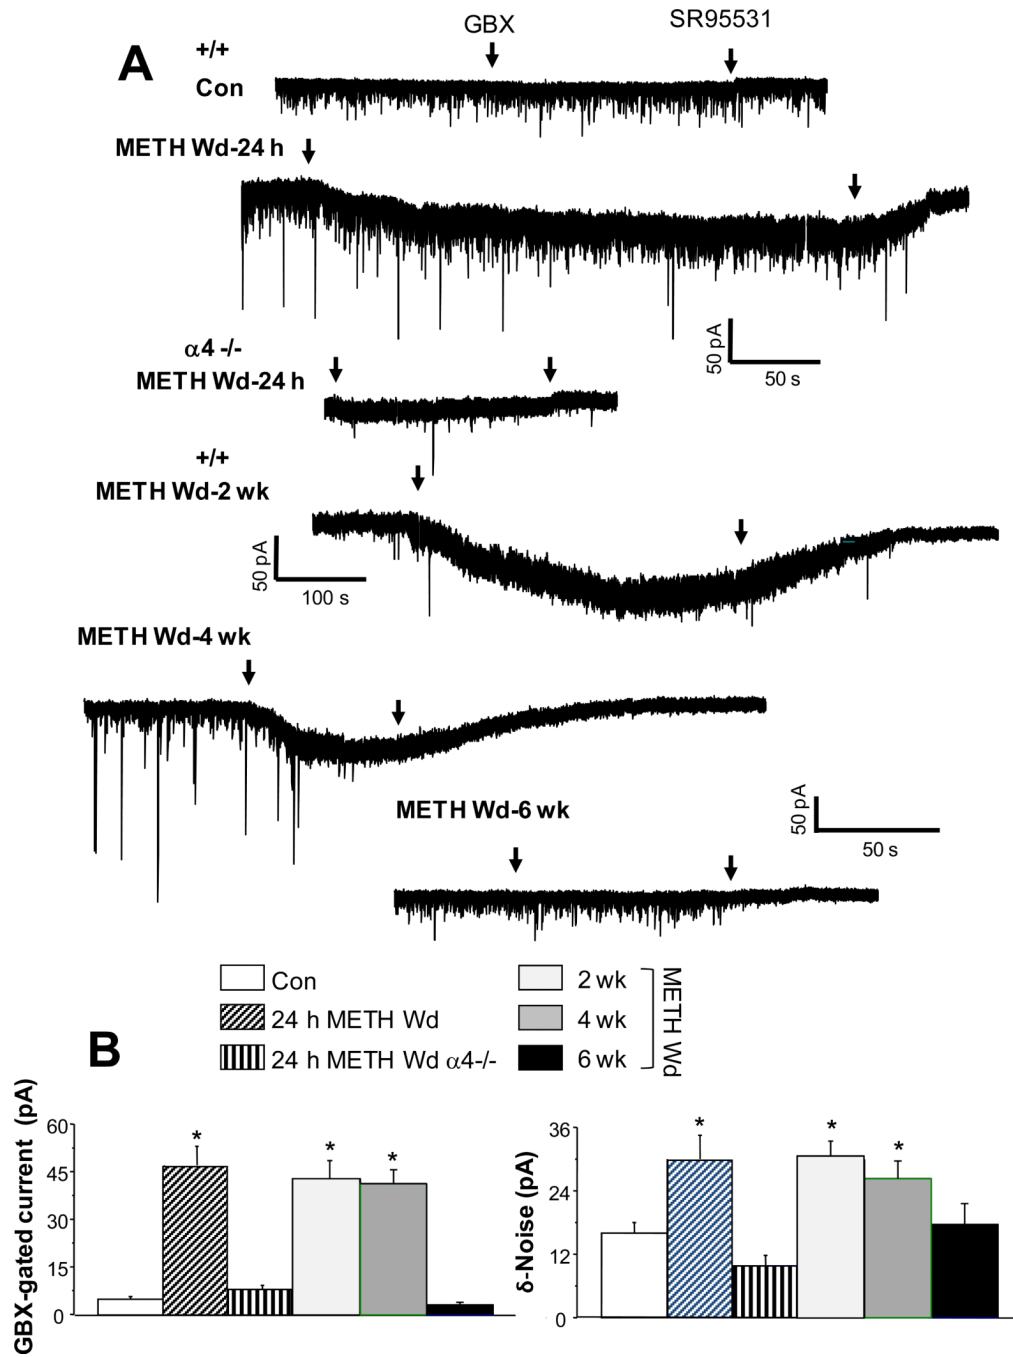 A
+/+
Con
GBX
SR95531
METH Wd-24 h
50 pA
50 s
α4 -/-
METH Wd-24 h
+/+
METH Wd-2 wk
50 pA
100 s
METH Wd-4 wk
METH Wd-6 wk
50 pA
50 s
Con
24 h METH Wd
24 h METH Wd α4-/-
2 wk
4 wk
6 wk
METH Wd
B
GBX-gated current (pA)
60
45
30
15
0
*
*
*
δ-Noise (pA)
36
24
12
0
*
*
*